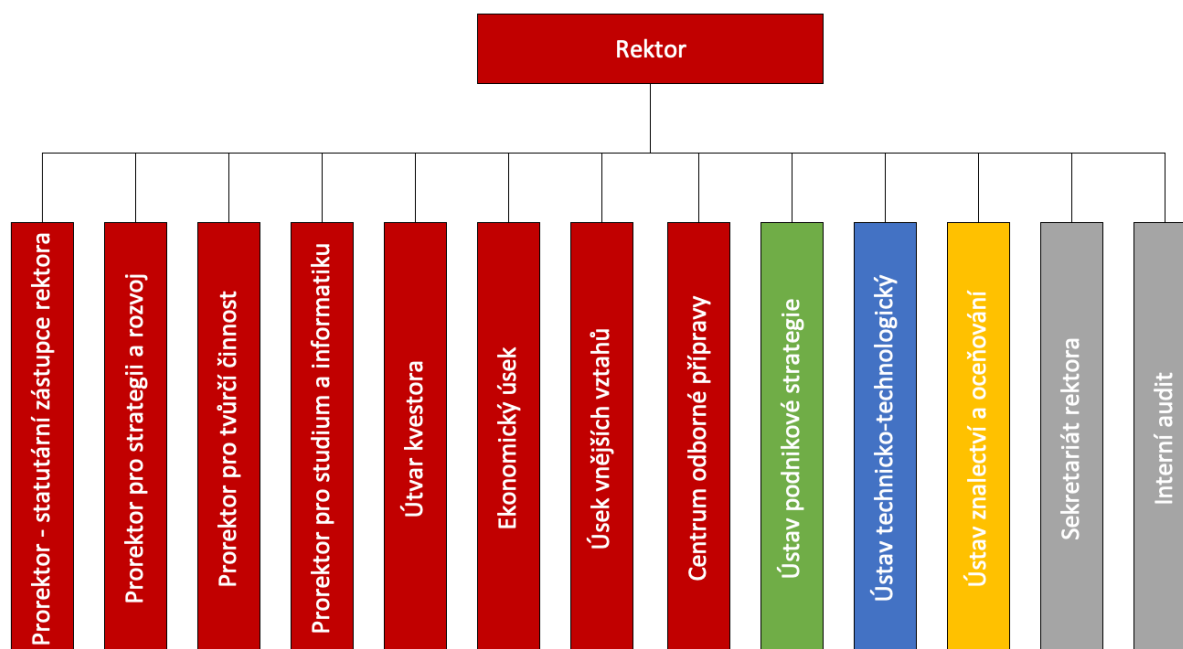 Rektor
Prorektor - statutární zástupce rektora
Prorektor pro strategii a rozvoj
Prorektor pro tvůrčí činnost
Prorektor pro studium a informatiku
Útvar kvestora
Ekonomický úsek
Úsek vnějších vztahů
Centrum odborné přípravy
Ústav podnikové strategie
Ústav technicko-technologický
Ústav znalectví a oceňování
Sekretariát rektora
Interní audit